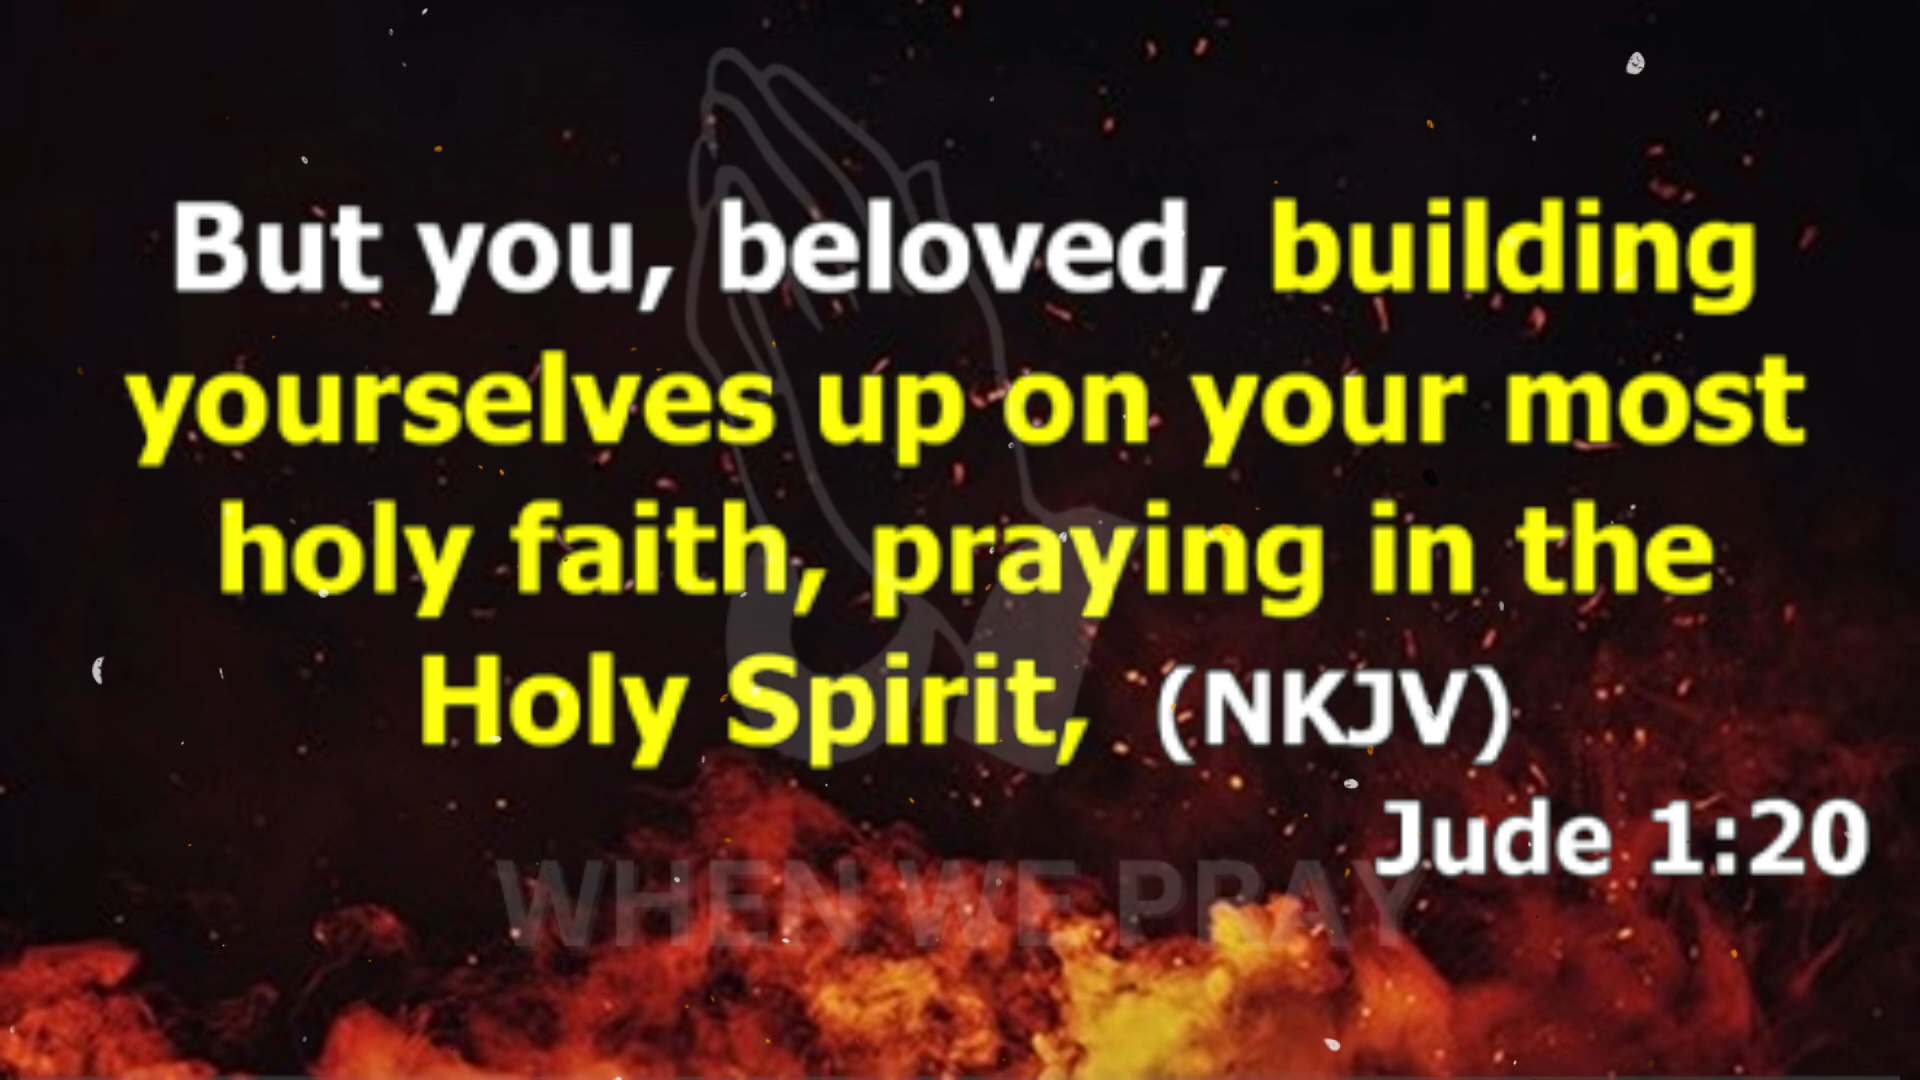 But you, beloved, building
yourselves up on your most
holy faith, praying in the
Holy Spirit, (NKJV)
Jude 1:20
WHEN WE PRAY